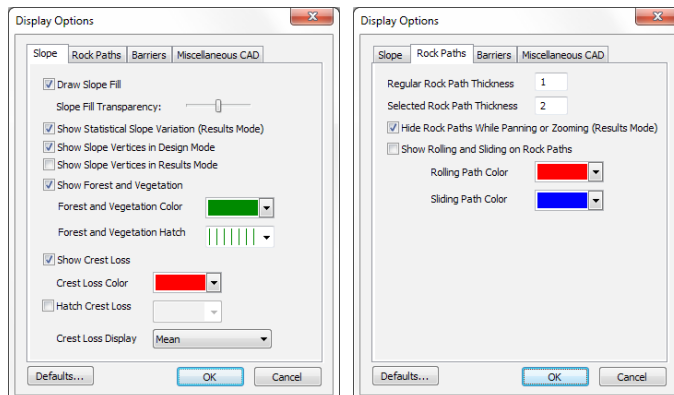 Display Options
Slope Rock Paths Barriers Miscellaneous CAD
Draw Slope Fill
Slope Fill Transparency:
Show Statistical Slope Variation (Results Mode)
Show Slope Vertices in Design Mode
Show Slope Vertices in Results Mode
Show Forest and Vegetation
Forest and Vegetation Color
Forest and Vegetation Hatch
Show Crest Loss
Crest Loss Color
Hatch Crest Loss
Crest Loss Display Mean
Defaults... OK Cancel
Display Options
Slope Rock Paths Barriers Miscellaneous CAD
Regular Rock Path Thickness 1
Selected Rock Path Thickness 2
Hide Rock Paths While Panning or Zooming (Results Mode)
Show Rolling and Sliding on Rock Paths
Rolling Path Color
Sliding Path Color
Defaults... OK Cancel